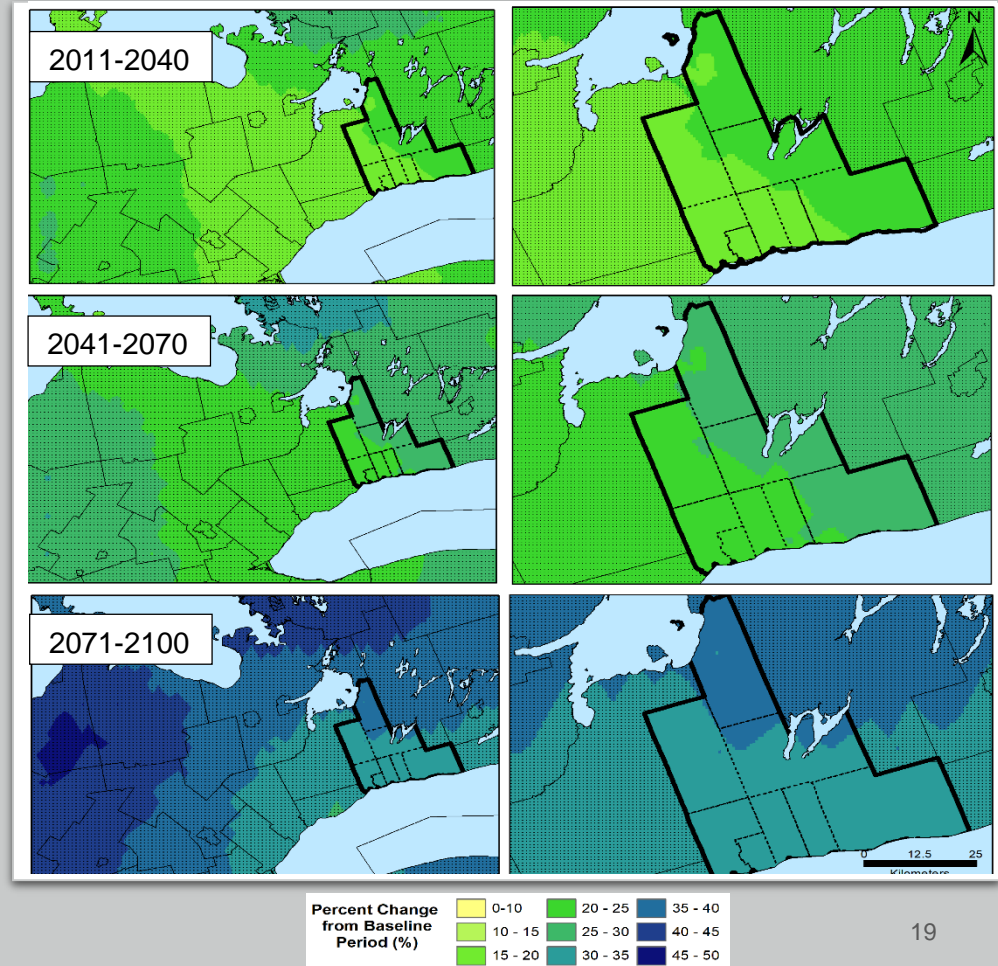 2011-2040
N
2041-2070
2071-2100
0 12.5 25
Kilometers
Percent Change
from Baseline
Period (%)
0-10
10 - 15
15 - 20
20 - 25
25 - 30
30 - 35
35 - 40
40 - 45
45 - 50
19